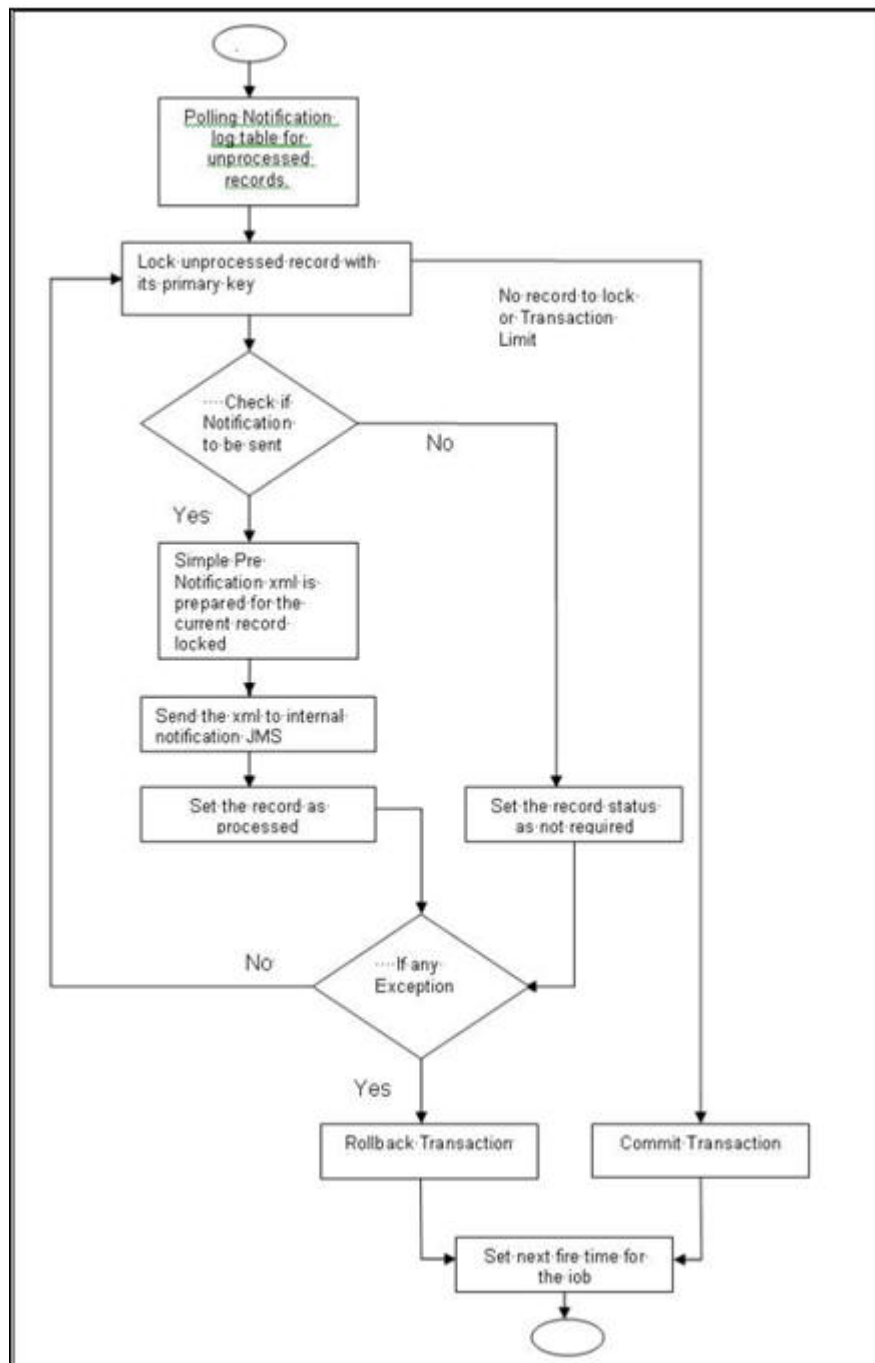 Polling Notification
log table for
unprocessed
records.
Lock unprocessed record with
its primary key
No record to lock
or Transaction
Limit
Check if
Notification
to be sent
No
Yes
Simple Pre
Notification xml is
prepared for the
current record
locked
Send the xml to internal
notification JMS
Set the record as
processed
Set the record status
as not required
If any
Exception
No
Yes
Rollback Transaction
Commit Transaction
Set next fire time for
the job